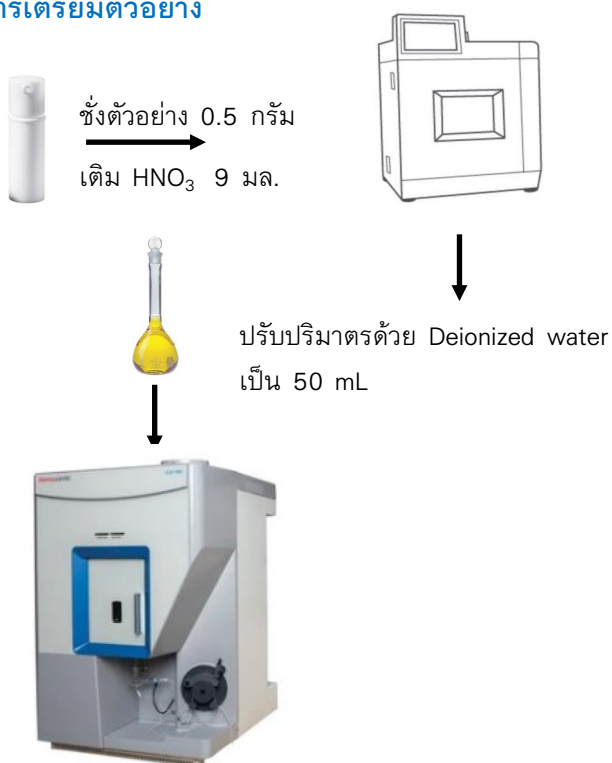 การเตรียมตัวอย่าง
ชั่งตัวอย่าง 0.5 กรัม
เติม HNO₃ 9 มล.
ปรับปริมาตรด้วย Deionized water
เป็น 50 mL